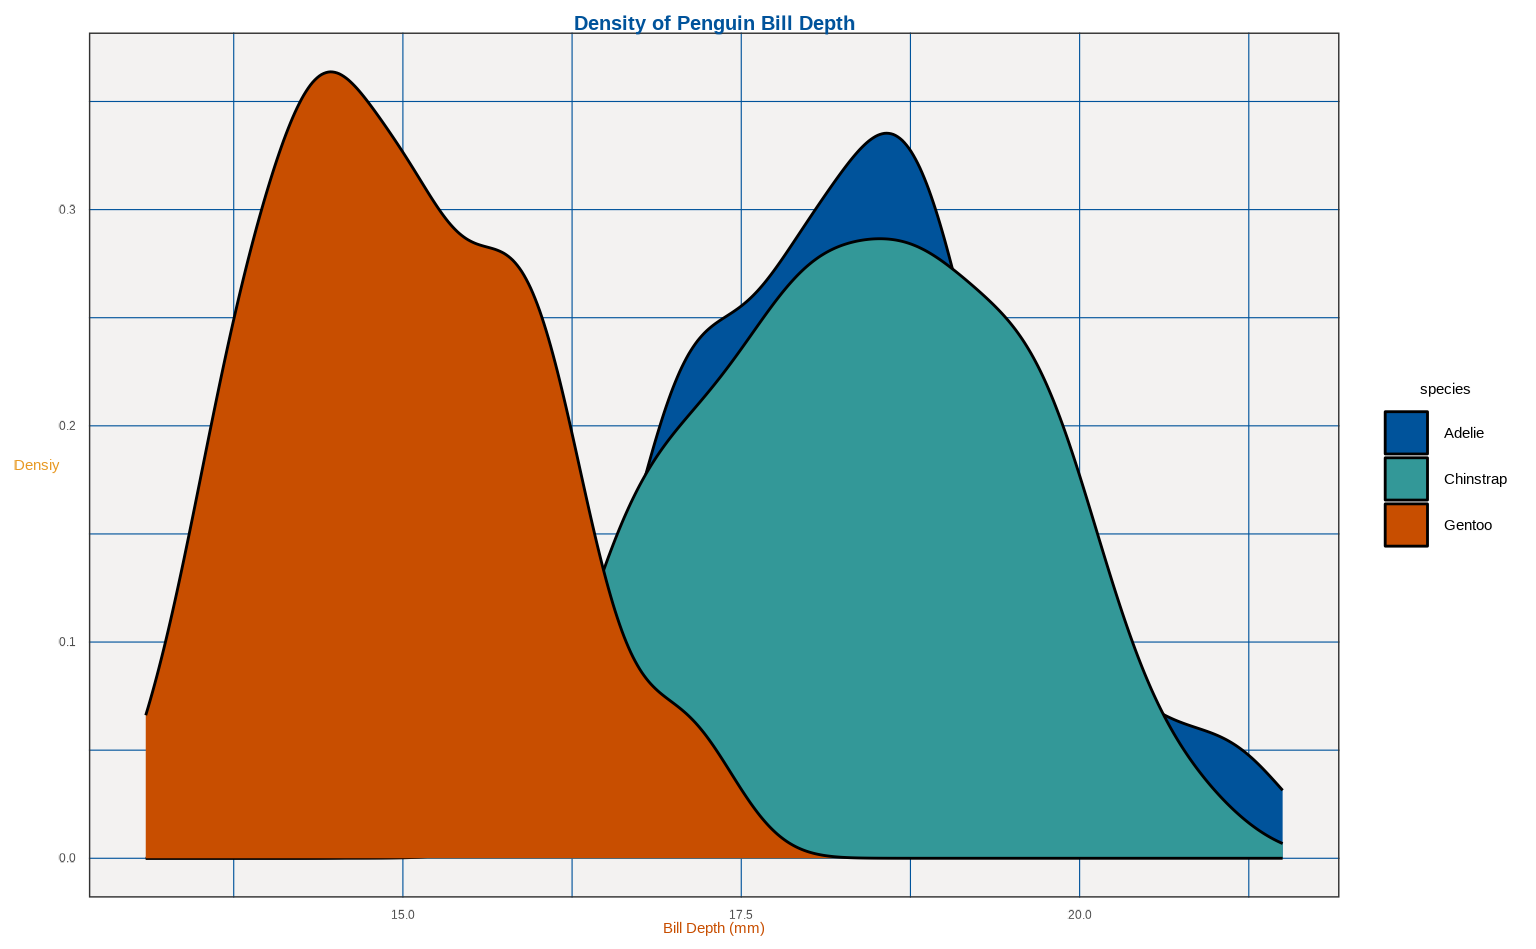 Density of Penguin Bill Depth
0.3
0.2
0.1
0.0
Densiy
15.0
17.5
20.0
Bill Depth (mm)
species
Adelie
Chinstrap
Gentoo